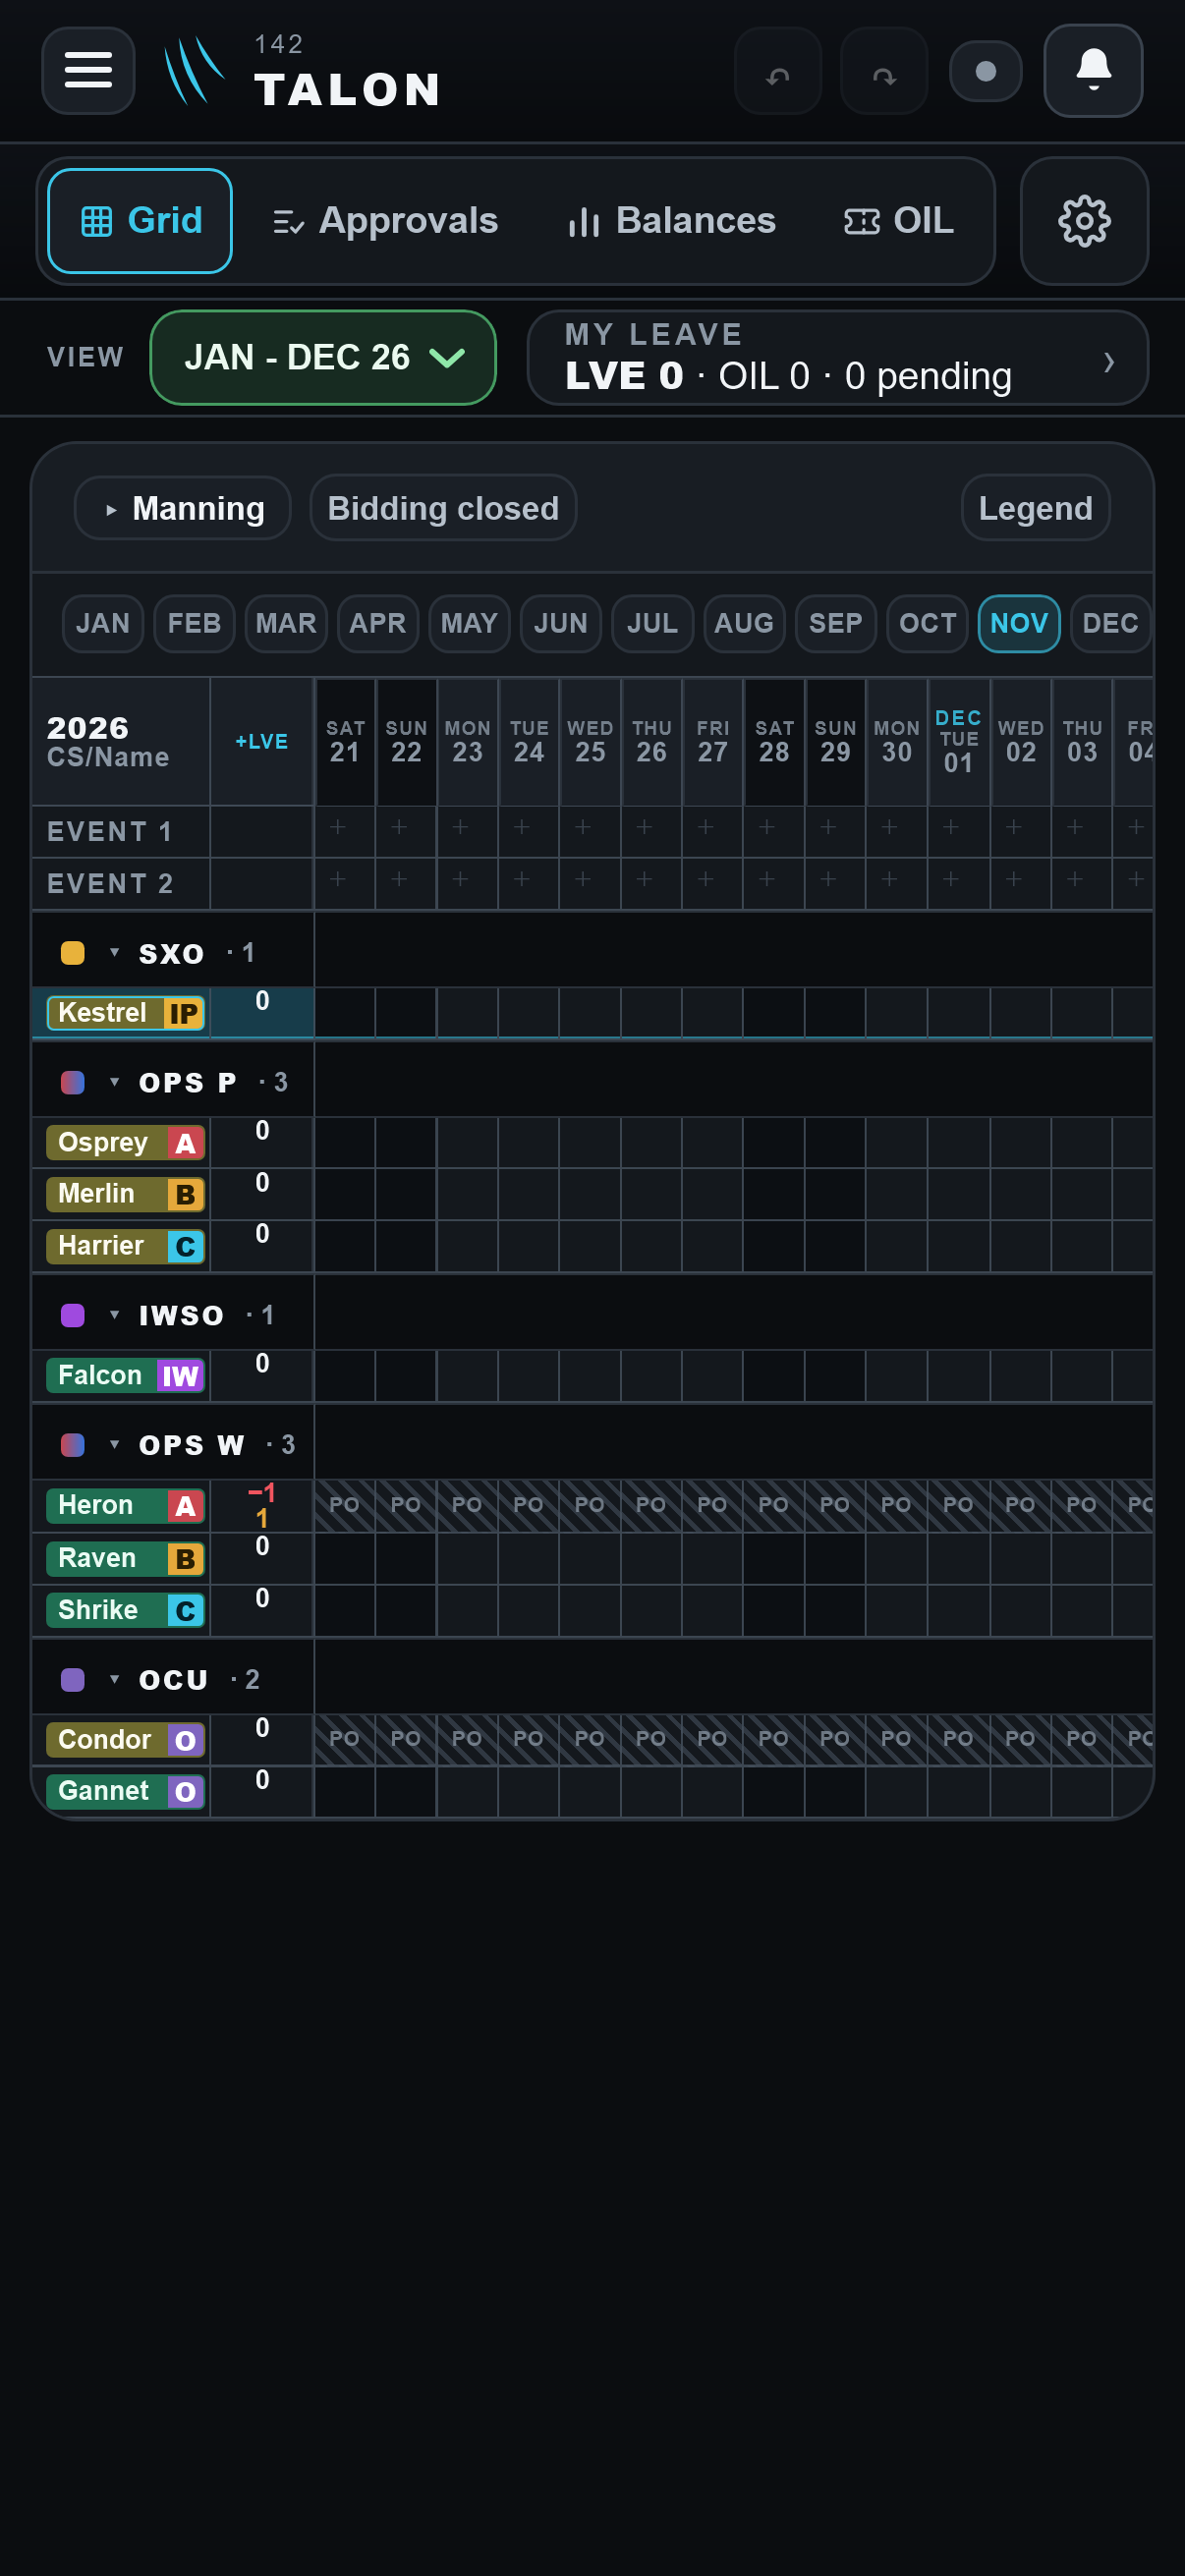 142
TALON
Grid Approvals Balances OIL
VIEW JAN - DEC 26
MY LEAVE
LVE 0 · OIL 0 · 0 pending
Manning Bidding closed Legend
JAN FEB MAR APR MAY JUN JUL AUG SEP OCT NOV DEC
2026
CS/Name
+LVE
SAT 21
SUN 22
MON 23
TUE 24
WED 25
THU 26
FRI 27
SAT 28
SUN 29
MON 30
DEC TUE 01
WED 02
THU 03
FR 04
EVENT 1 + + + + + + + + + + + + + +
EVENT 2 + + + + + + + + + + + + + +
SXO · 1
Kestrel IP 0
OPS P · 3
Osprey A 0
Merlin B 0
Harrier C 0
IWSO · 1
Falcon IW 0
OPS W · 3
Heron A −1 1 PO PO PO PO PO PO PO PO PO PO PO PO PO PO
Raven B 0
Shrike C 0
OCU · 2
Condor O 0 PO PO PO PO PO PO PO PO PO PO PO PO PO PO
Gannet O 0